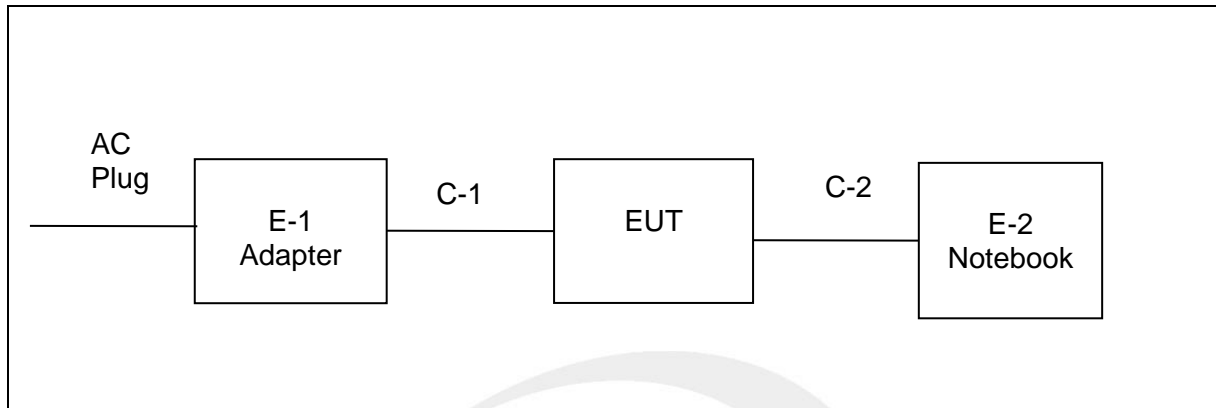 AC
Plug
E-1
Adapter
C-1
EUT
C-2
E-2
Notebook